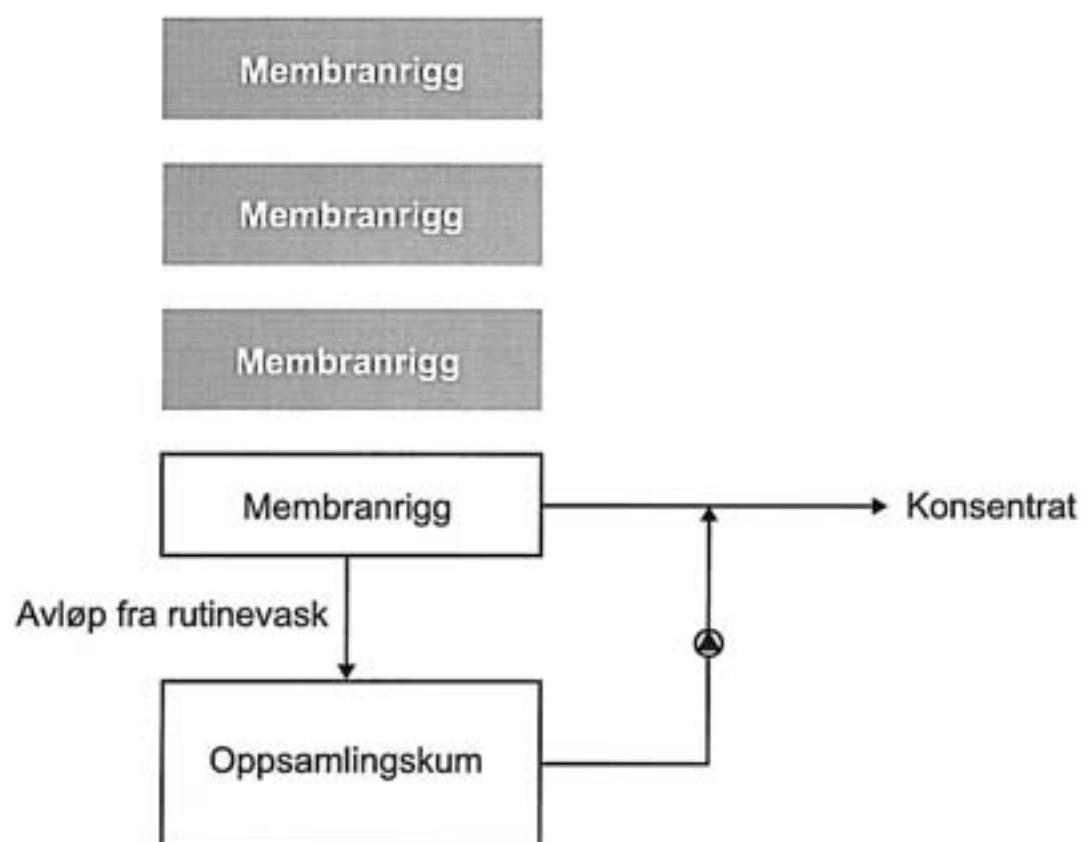 Membranrigg
Membranrigg
Membranrigg
Membranrigg
Konsentrat
Avløp fra rutinevask
Oppsamlingskum